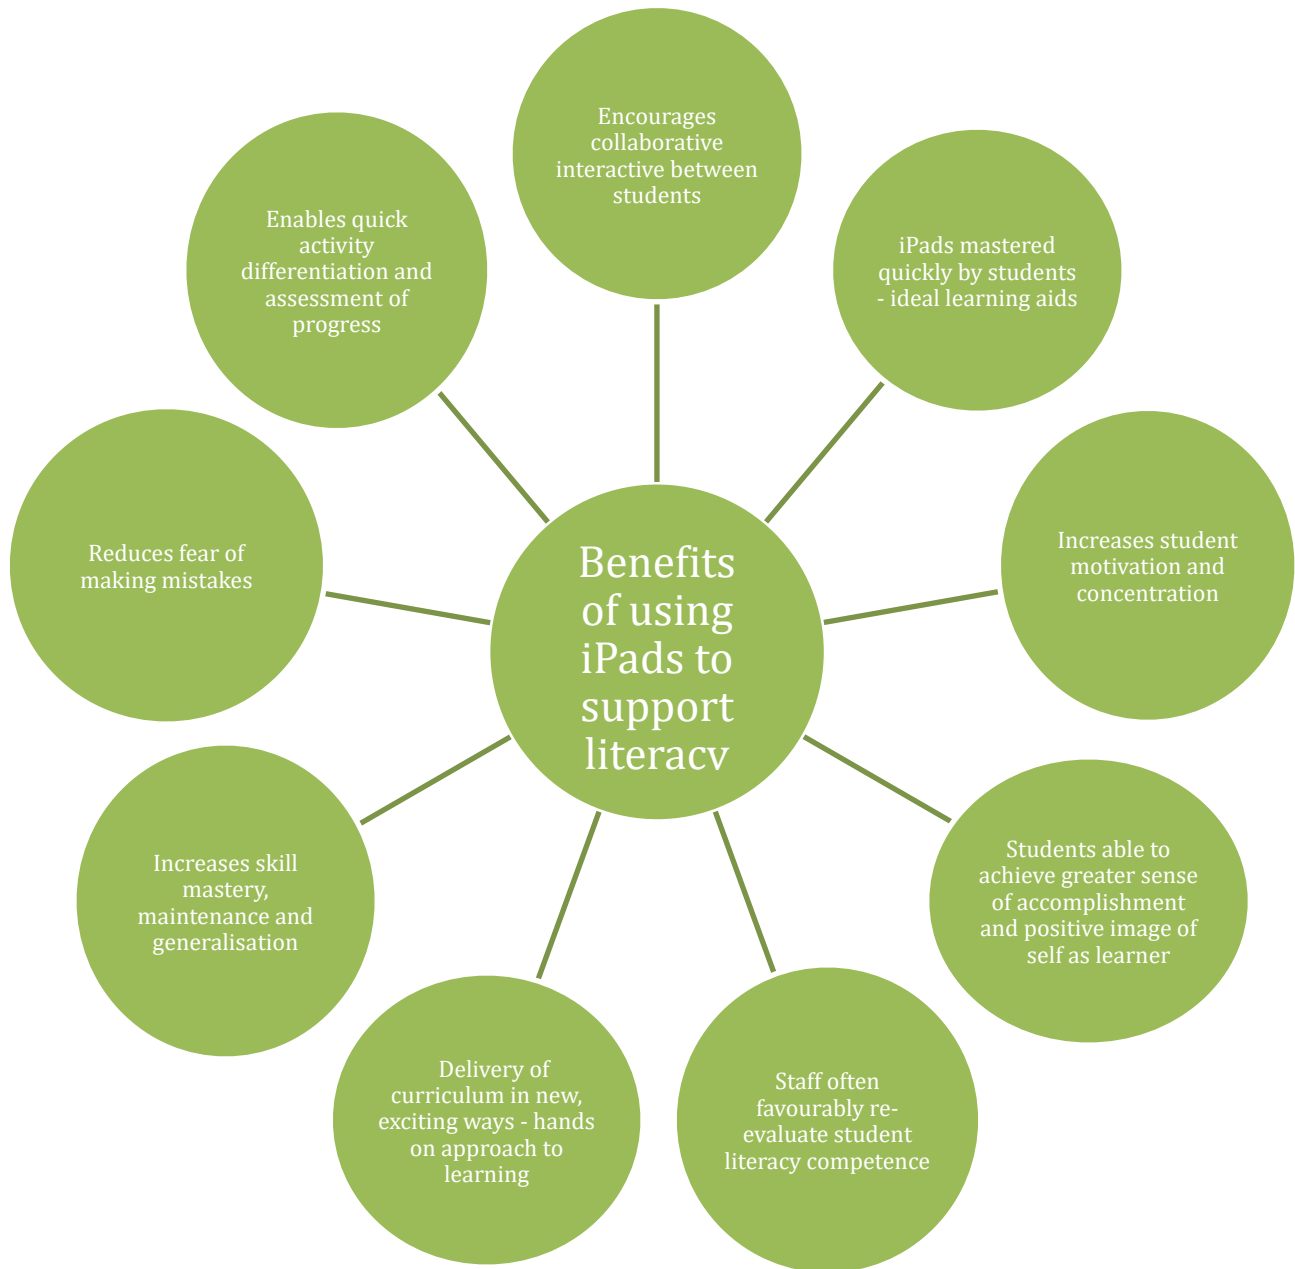 Encourages
collaborative
interactive between
students
iPads mastered
quickly by students
- ideal learning aids
Increases student
motivation and
concentration
Students able to
achieve greater sense
of accomplishment
and positive image of
self as learner
Staff often
favourably re-
evaluate student
literacy competence
Delivery of
curriculum in new,
exciting ways - hands
on approach to
learning
Increases skill
mastery,
maintenance and
generalisation
Reduces fear of
making mistakes
Enables quick
activity
differentiation and
assessment of
progress
Benefits
of using
iPads to
support
literacy